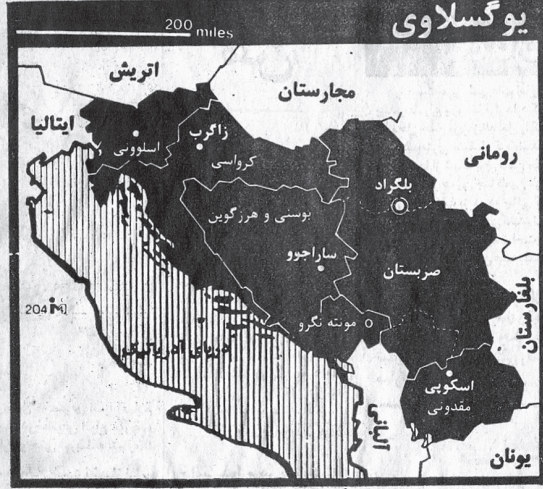 یوگسلاوی
200 miles
اتریش
مجارستان
ایتالیا
رومانی
زاگرب
اسلوونی
کرواسی
بلگراد
بوسنی و هرزگوین
ساراجوو
صربستان
بلغارستان
204
مونته نگرو
دریای آدریاتیک
اسکوپی
مقدونی
آلبانی
یونان